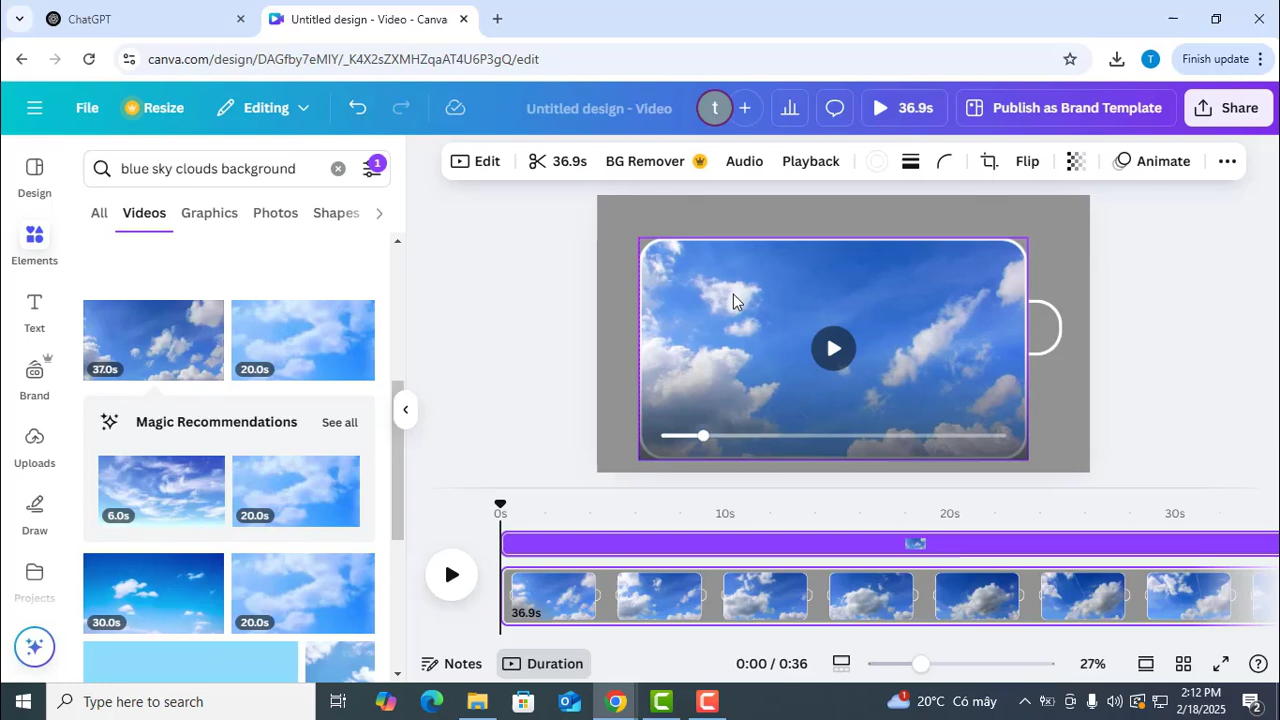 ChatGPT
Untitled design - Video - Canva
canva.com/design/DAGfby7eMIY/_K4X2sZXMHZqaAT4U6P3gQ/edit
T
Finish update
File
Resize
Editing
Untitled design - Video
t
36.9s
Publish as Brand Template
Share
Design
Elements
Text
Brand
Uploads
Draw
Projects
blue sky clouds background
1
All
Videos
Graphics
Photos
Shapes
37.0s
20.0s
Magic Recommendations
See all
6.0s
20.0s
30.0s
20.0s
Edit
36.9s
BG Remover
Audio
Playback
Flip
Animate
0s
10s
20s
30s
36.9s
Notes
Duration
0:00 / 0:36
27%
Type here to search
1
20°C Có mây
2:12 PM
2/18/2025
2